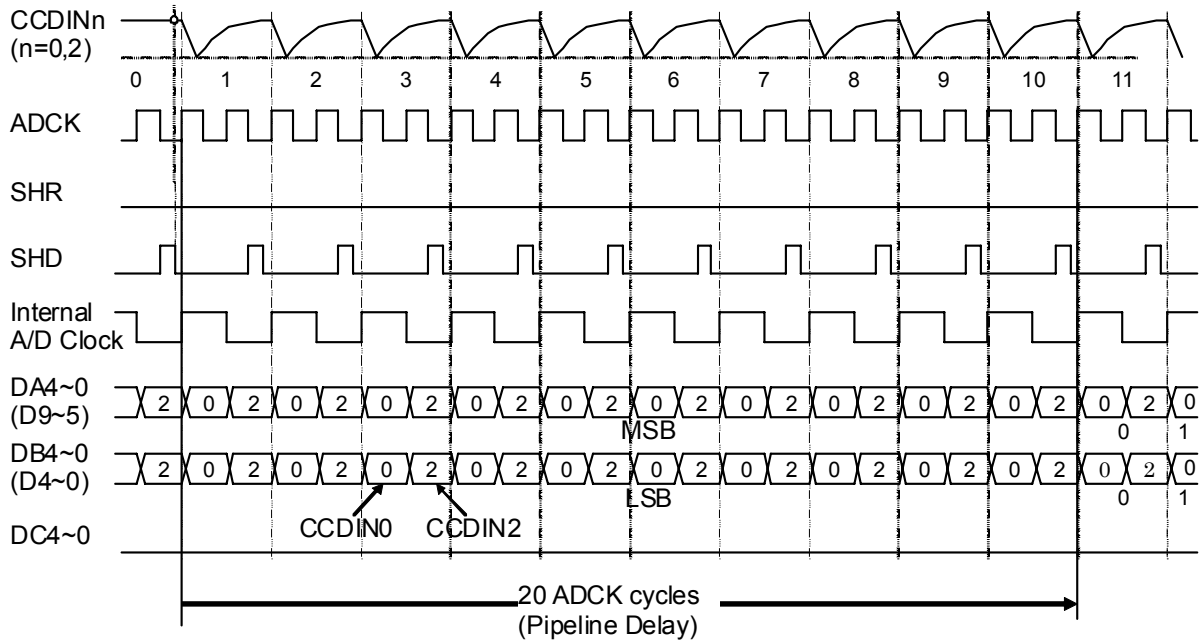 CCDINn
(n=0,2)
0 1 2 3 4 5 6 7 8 9 10 11
ADCK
SHR
SHD
Internal
A/D Clock
DA4~0
(D9~5)
2 0 2 0 2 0 2 0 2 0 2 0 2 0 2 0 2 0 2 0 2 0 2 0
MSB 0 1
DB4~0
(D4~0)
2 0 2 0 2 0 2 0 2 0 2 0 2 0 2 0 2 0 2 0 2 0 2 0
LSB 0 1
CCDIN0 CCDIN2
DC4~0
20 ADCK cycles
(Pipeline Delay)